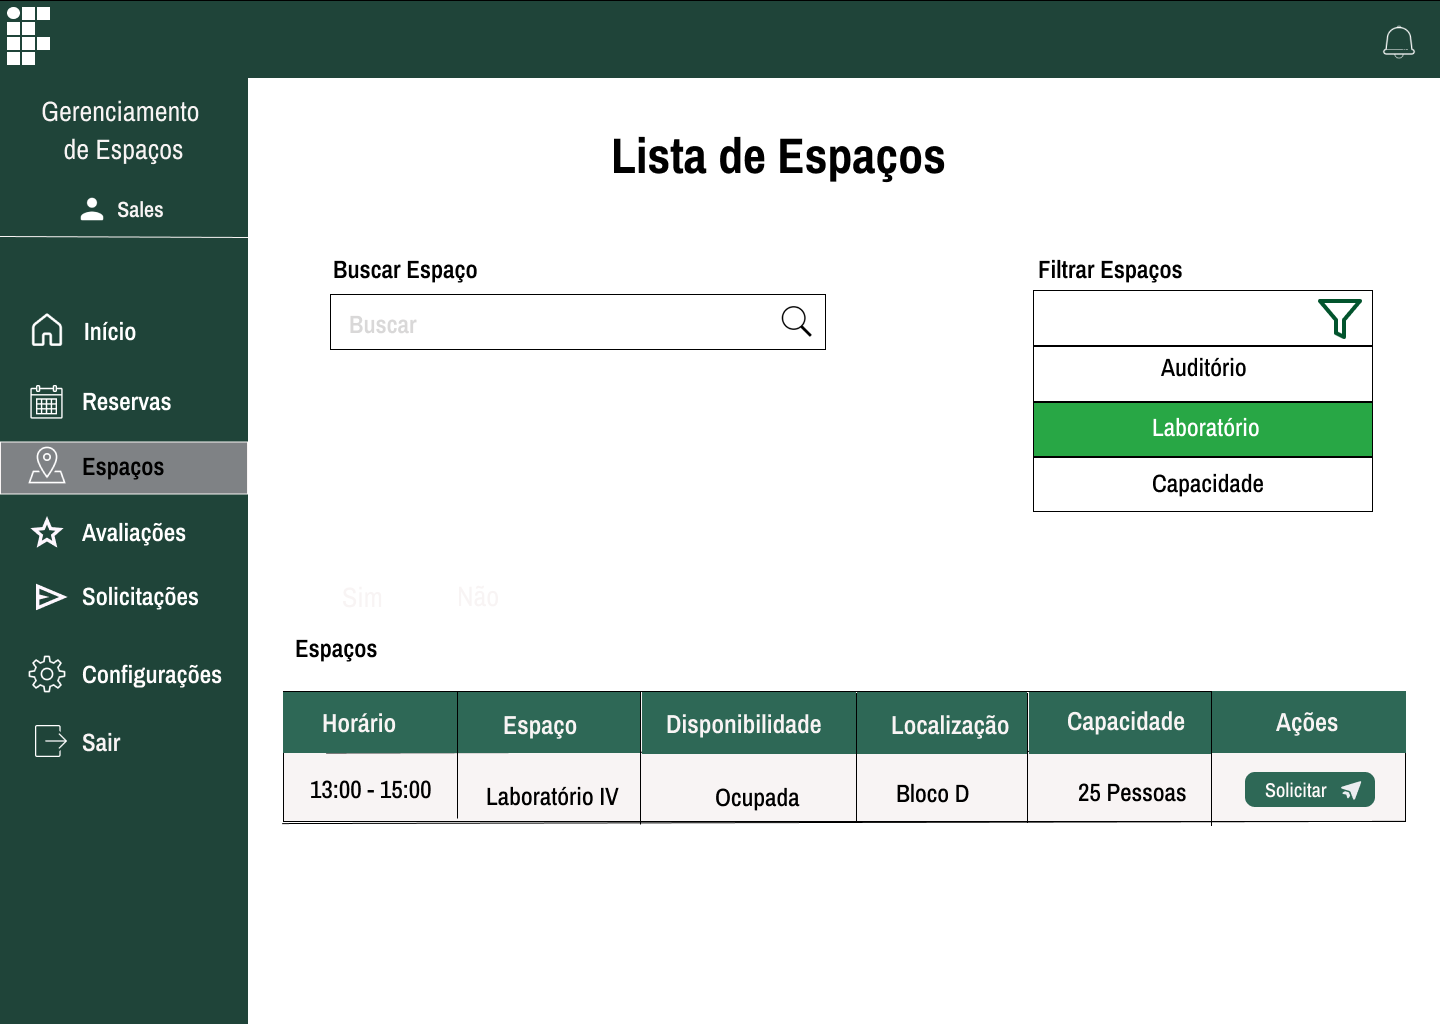 Gerenciamento
de Espaços
Sales
Início
Reservas
Espaços
Avaliações
Solicitações
Configurações
Sair
Lista de Espaços
Buscar Espaço
Buscar
Filtrar Espaços
Auditório
Laboratório
Capacidade
Sim Não
Espaços
Horário Espaço Disponibilidade Localização Capacidade Ações
13:00 - 15:00 Laboratório IV Ocupada Bloco D 25 Pessoas Solicitar